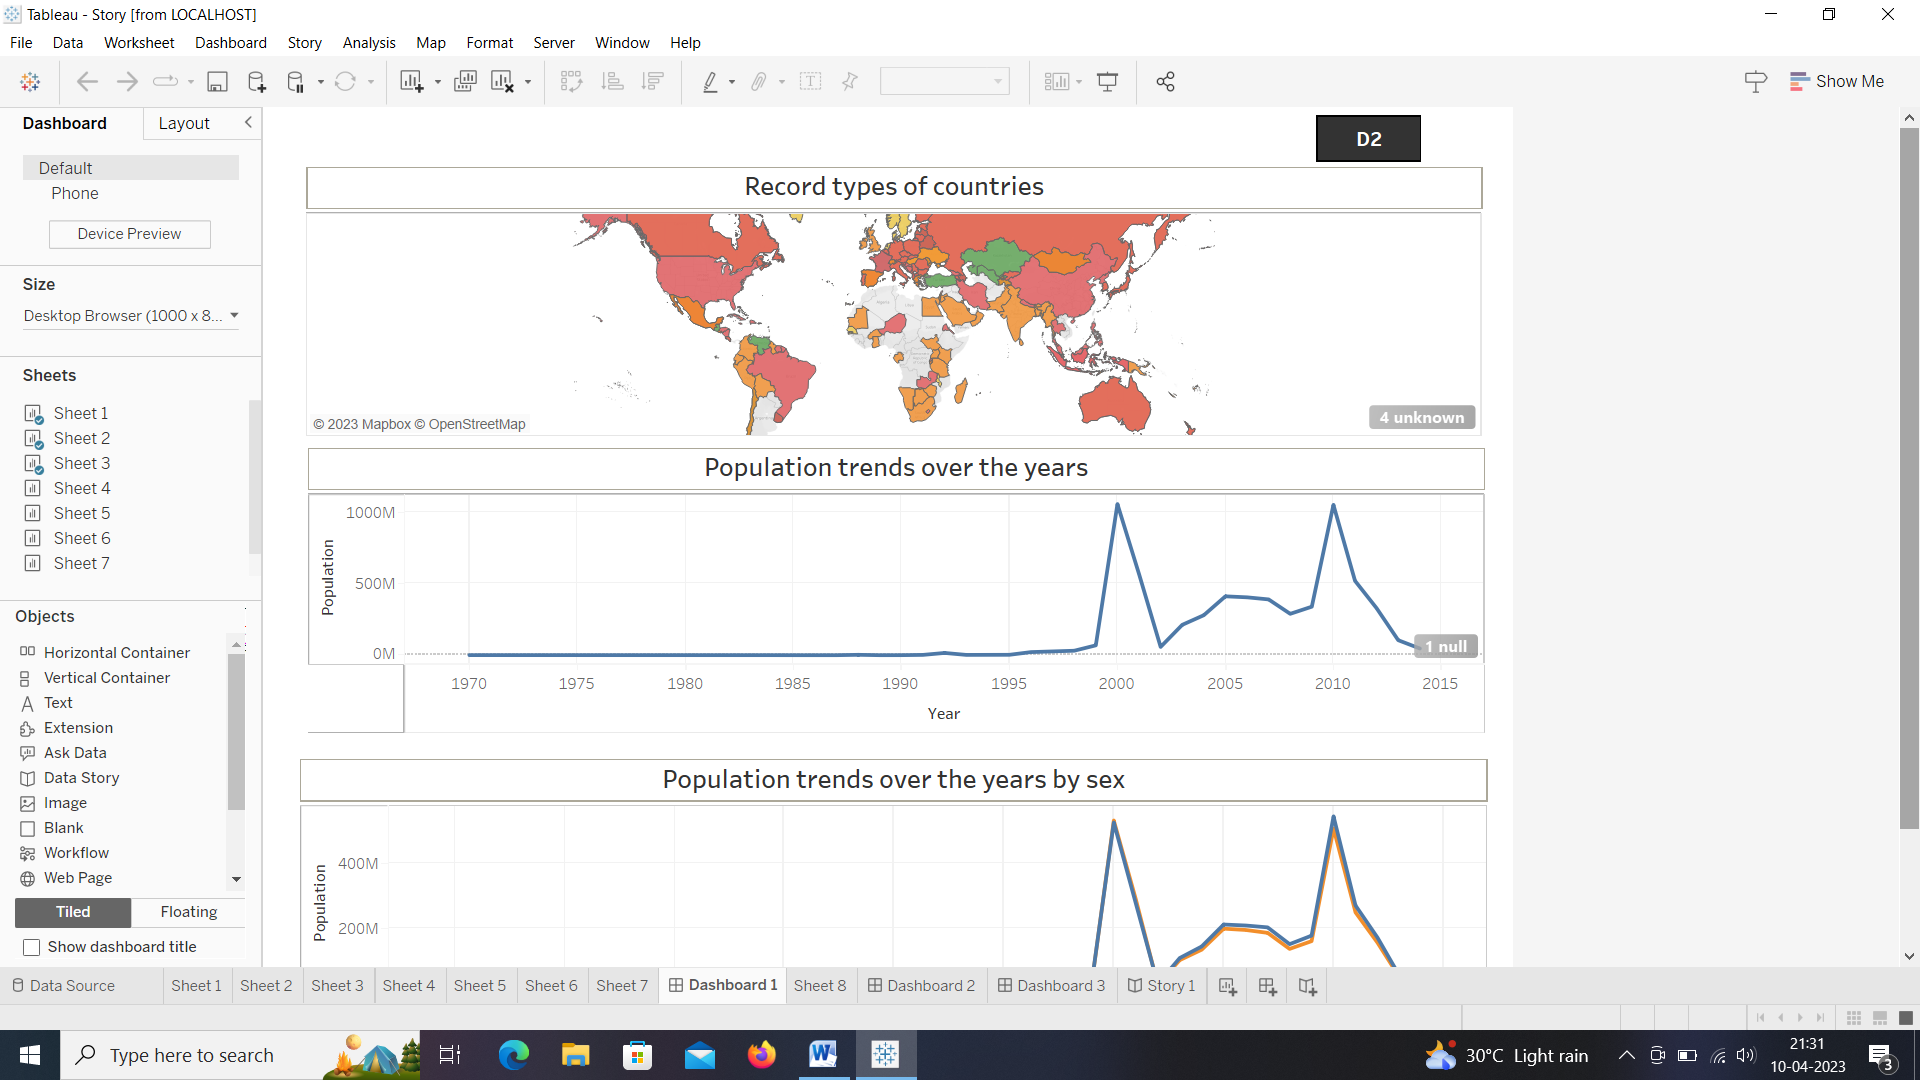 Tableau - Story [from LOCALHOST]
File Data Worksheet Dashboard Story Analysis Map Format Server Window Help
Show Me
Dashboard Layout
Default
Phone
Device Preview
Size
Desktop Browser (1000 x 8...
Sheets
Sheet 1
Sheet 2
Sheet 3
Sheet 4
Sheet 5
Sheet 6
Sheet 7
Objects
Horizontal Container
Vertical Container
Text
Extension
Ask Data
Data Story
Image
Blank
Workflow
Web Page
Tiled Floating
Show dashboard title
D2
Record types of countries
© 2023 Mapbox © OpenStreetMap
4 unknown
Population trends over the years
Population
1000M
500M
0M
1 null
1970 1975 1980 1985 1990 1995 2000 2005 2010 2015
Year
Population trends over the years by sex
Population
400M
200M
Data Source Sheet 1 Sheet 2 Sheet 3 Sheet 4 Sheet 5 Sheet 6 Sheet 7 Dashboard 1 Sheet 8 Dashboard 2 Dashboard 3 Story 1
Type here to search
30°C Light rain
21:31
10-04-2023
3